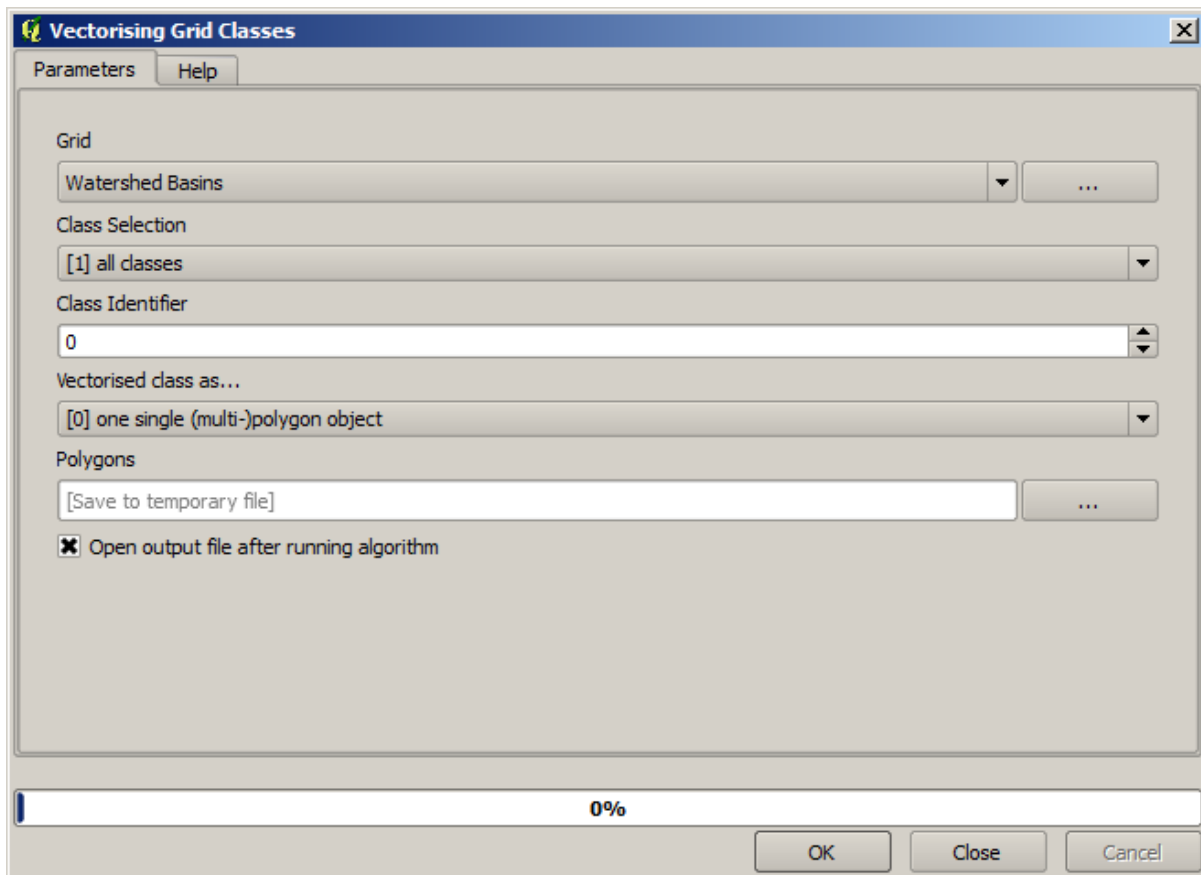 Vectorising Grid Classes
Parameters Help
Grid
Watershed Basins ...
Class Selection
[1] all classes
Class Identifier
0
Vectorised class as...
[0] one single (multi-)polygon object
Polygons
[Save to temporary file] ...
Open output file after running algorithm
0%
OK Close Cancel